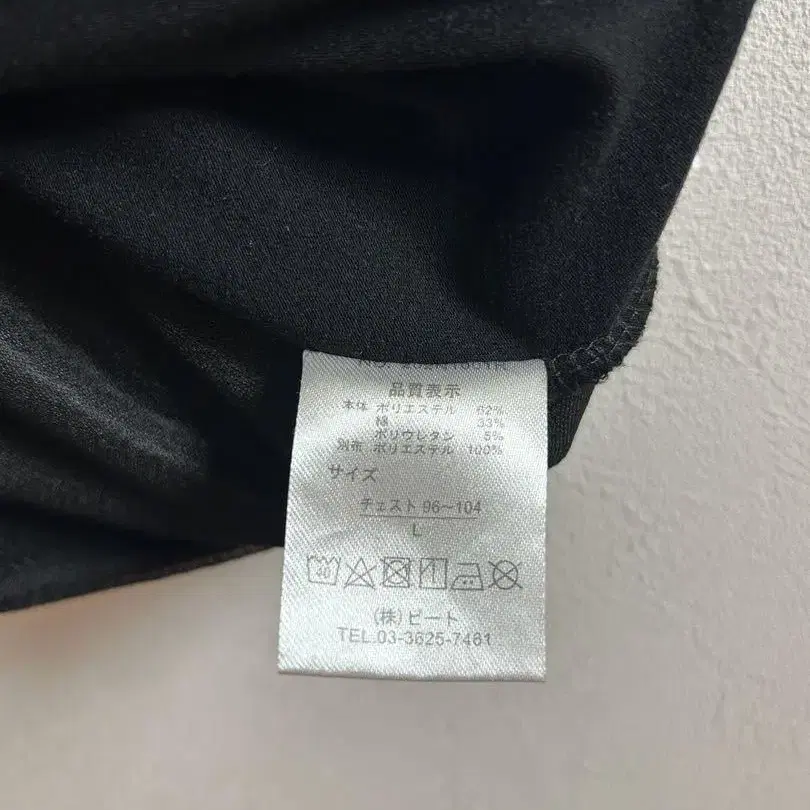 品質表示
本体 ポリエステル 62%
綿 33%
ポリウレタン 5%
別布 ポリエステル 100%
サイズ
チェスト 96〜104
L
(株)ビート
TEL.03-3625-7461